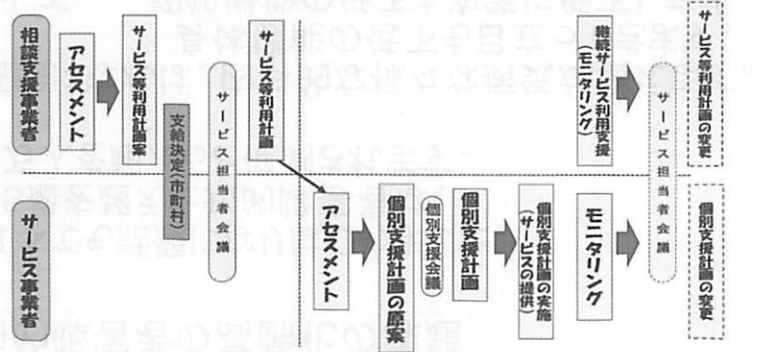 相談支援事業者
アセスメント
サービス等利用計画案
支給決定(市町村)
サービス担当者会議
サービス等利用計画
継続サービス利用支援
(モニタリング)
サービス担当者会議
サービス等利用計画の変更
サービス事業者
アセスメント
個別支援計画の原案
個別支援会議
個別支援計画
個別支援計画の実施
(サービスの提供)
モニタリング
個別支援計画の変更